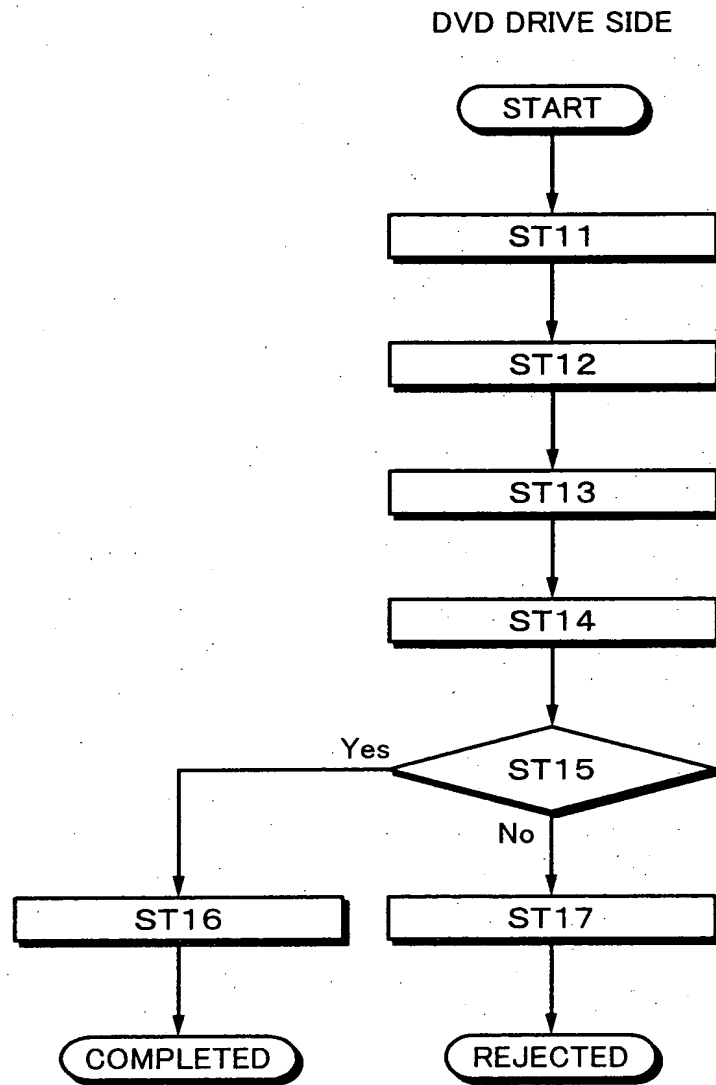 DVD DRIVE SIDE
START
ST11
ST12
ST13
ST14
ST15
Yes
No
ST16
ST17
COMPLETED
REJECTED